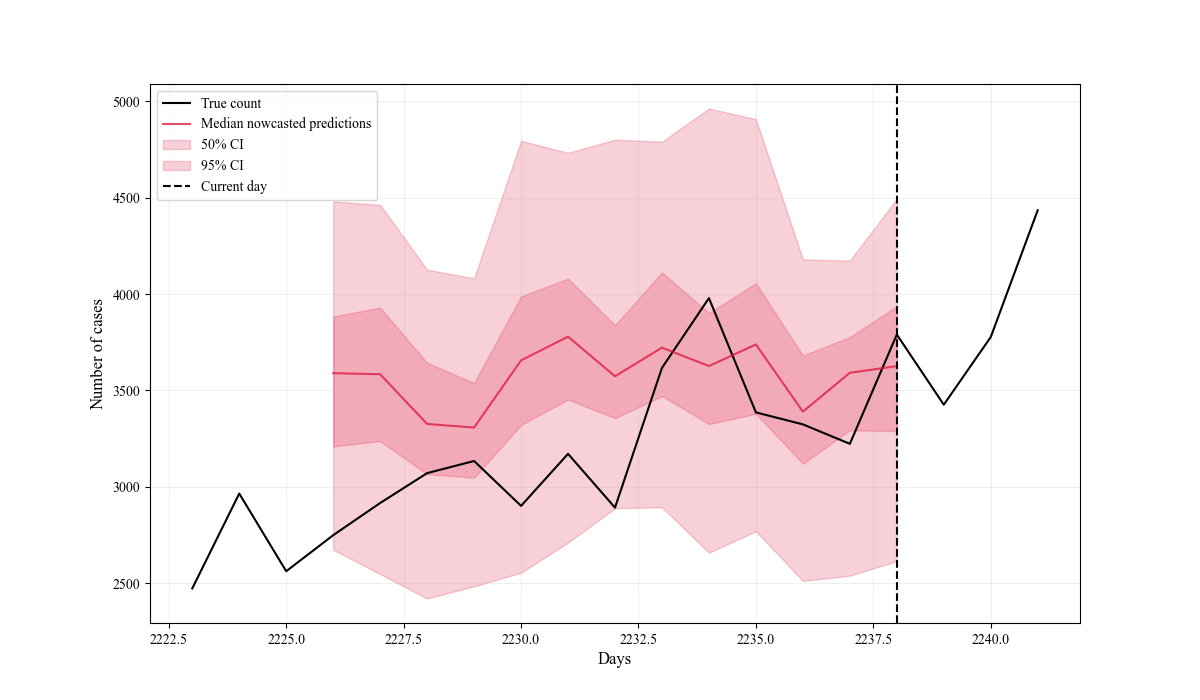 True count
Median nowcasted predictions
50% CI
95% CI
Current day
5000
4500
4000
3500
3000
2500
Number of cases
2222.5 2225.0 2227.5 2230.0 2232.5 2235.0 2237.5 2240.0
Days